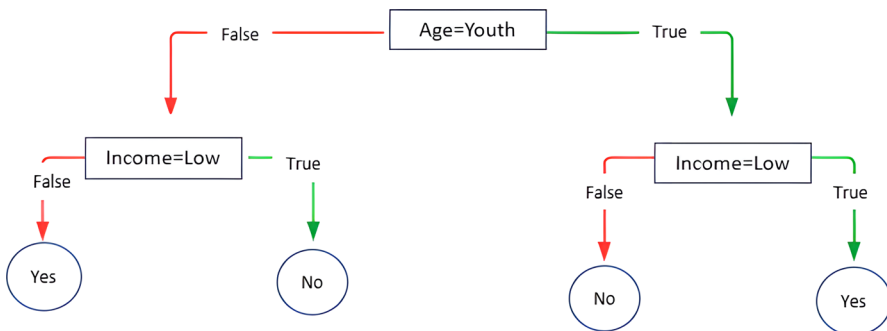 Age=Youth
False
True
Income=Low
False
True
Yes
No
Income=Low
False
True
No
Yes